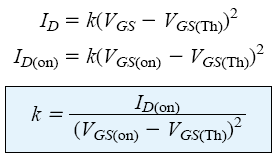 I_D = k(V_GS − V_GS(Th))²
I_D(on) = k(V_GS(on) − V_GS(Th))²
k = I_D(on) / (V_GS(on) − V_GS(Th))²